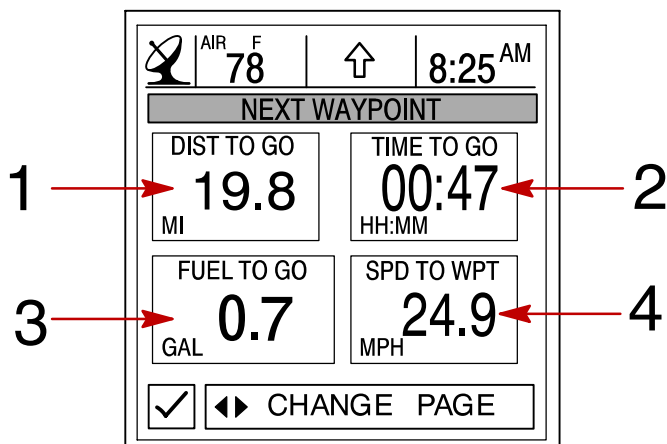 AIR F
78
8:25 AM
NEXT WAYPOINT
DIST TO GO
19.8
MI
TIME TO GO
00:47
HH:MM
FUEL TO GO
0.7
GAL
SPD TO WPT
24.9
MPH
CHANGE PAGE
1
2
3
4